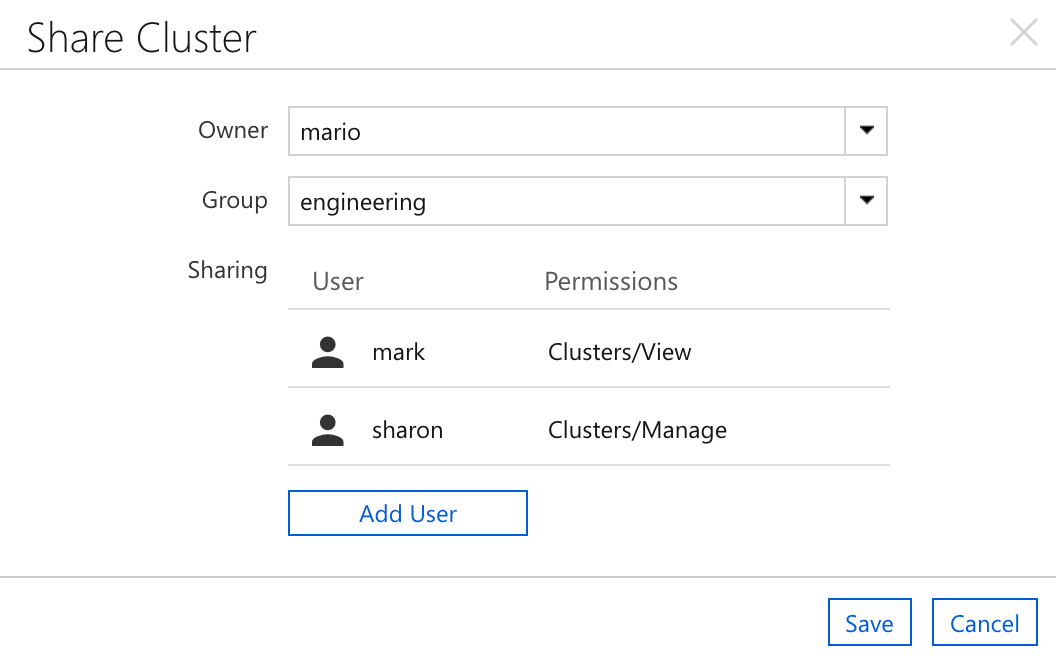 Share Cluster
Owner mario
Group engineering
Sharing User Permissions
mark Clusters/View
sharon Clusters/Manage
Add User
Save Cancel